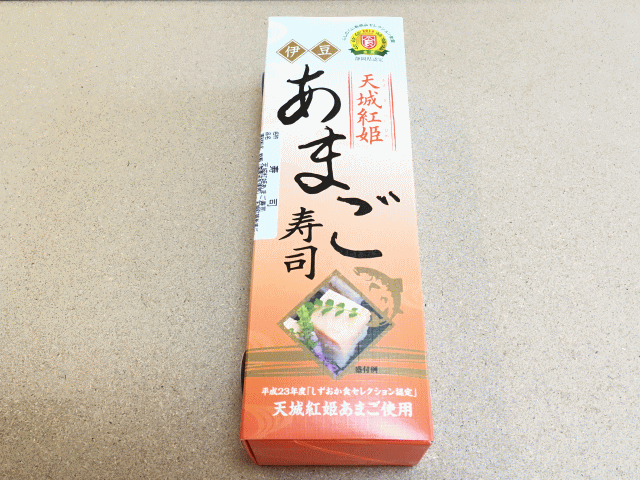 伊豆
天城紅姫
あまご
寿司
寿司
盛付例
平成23年度「しずおか食セレクション認定」
天城紅姫あまご使用